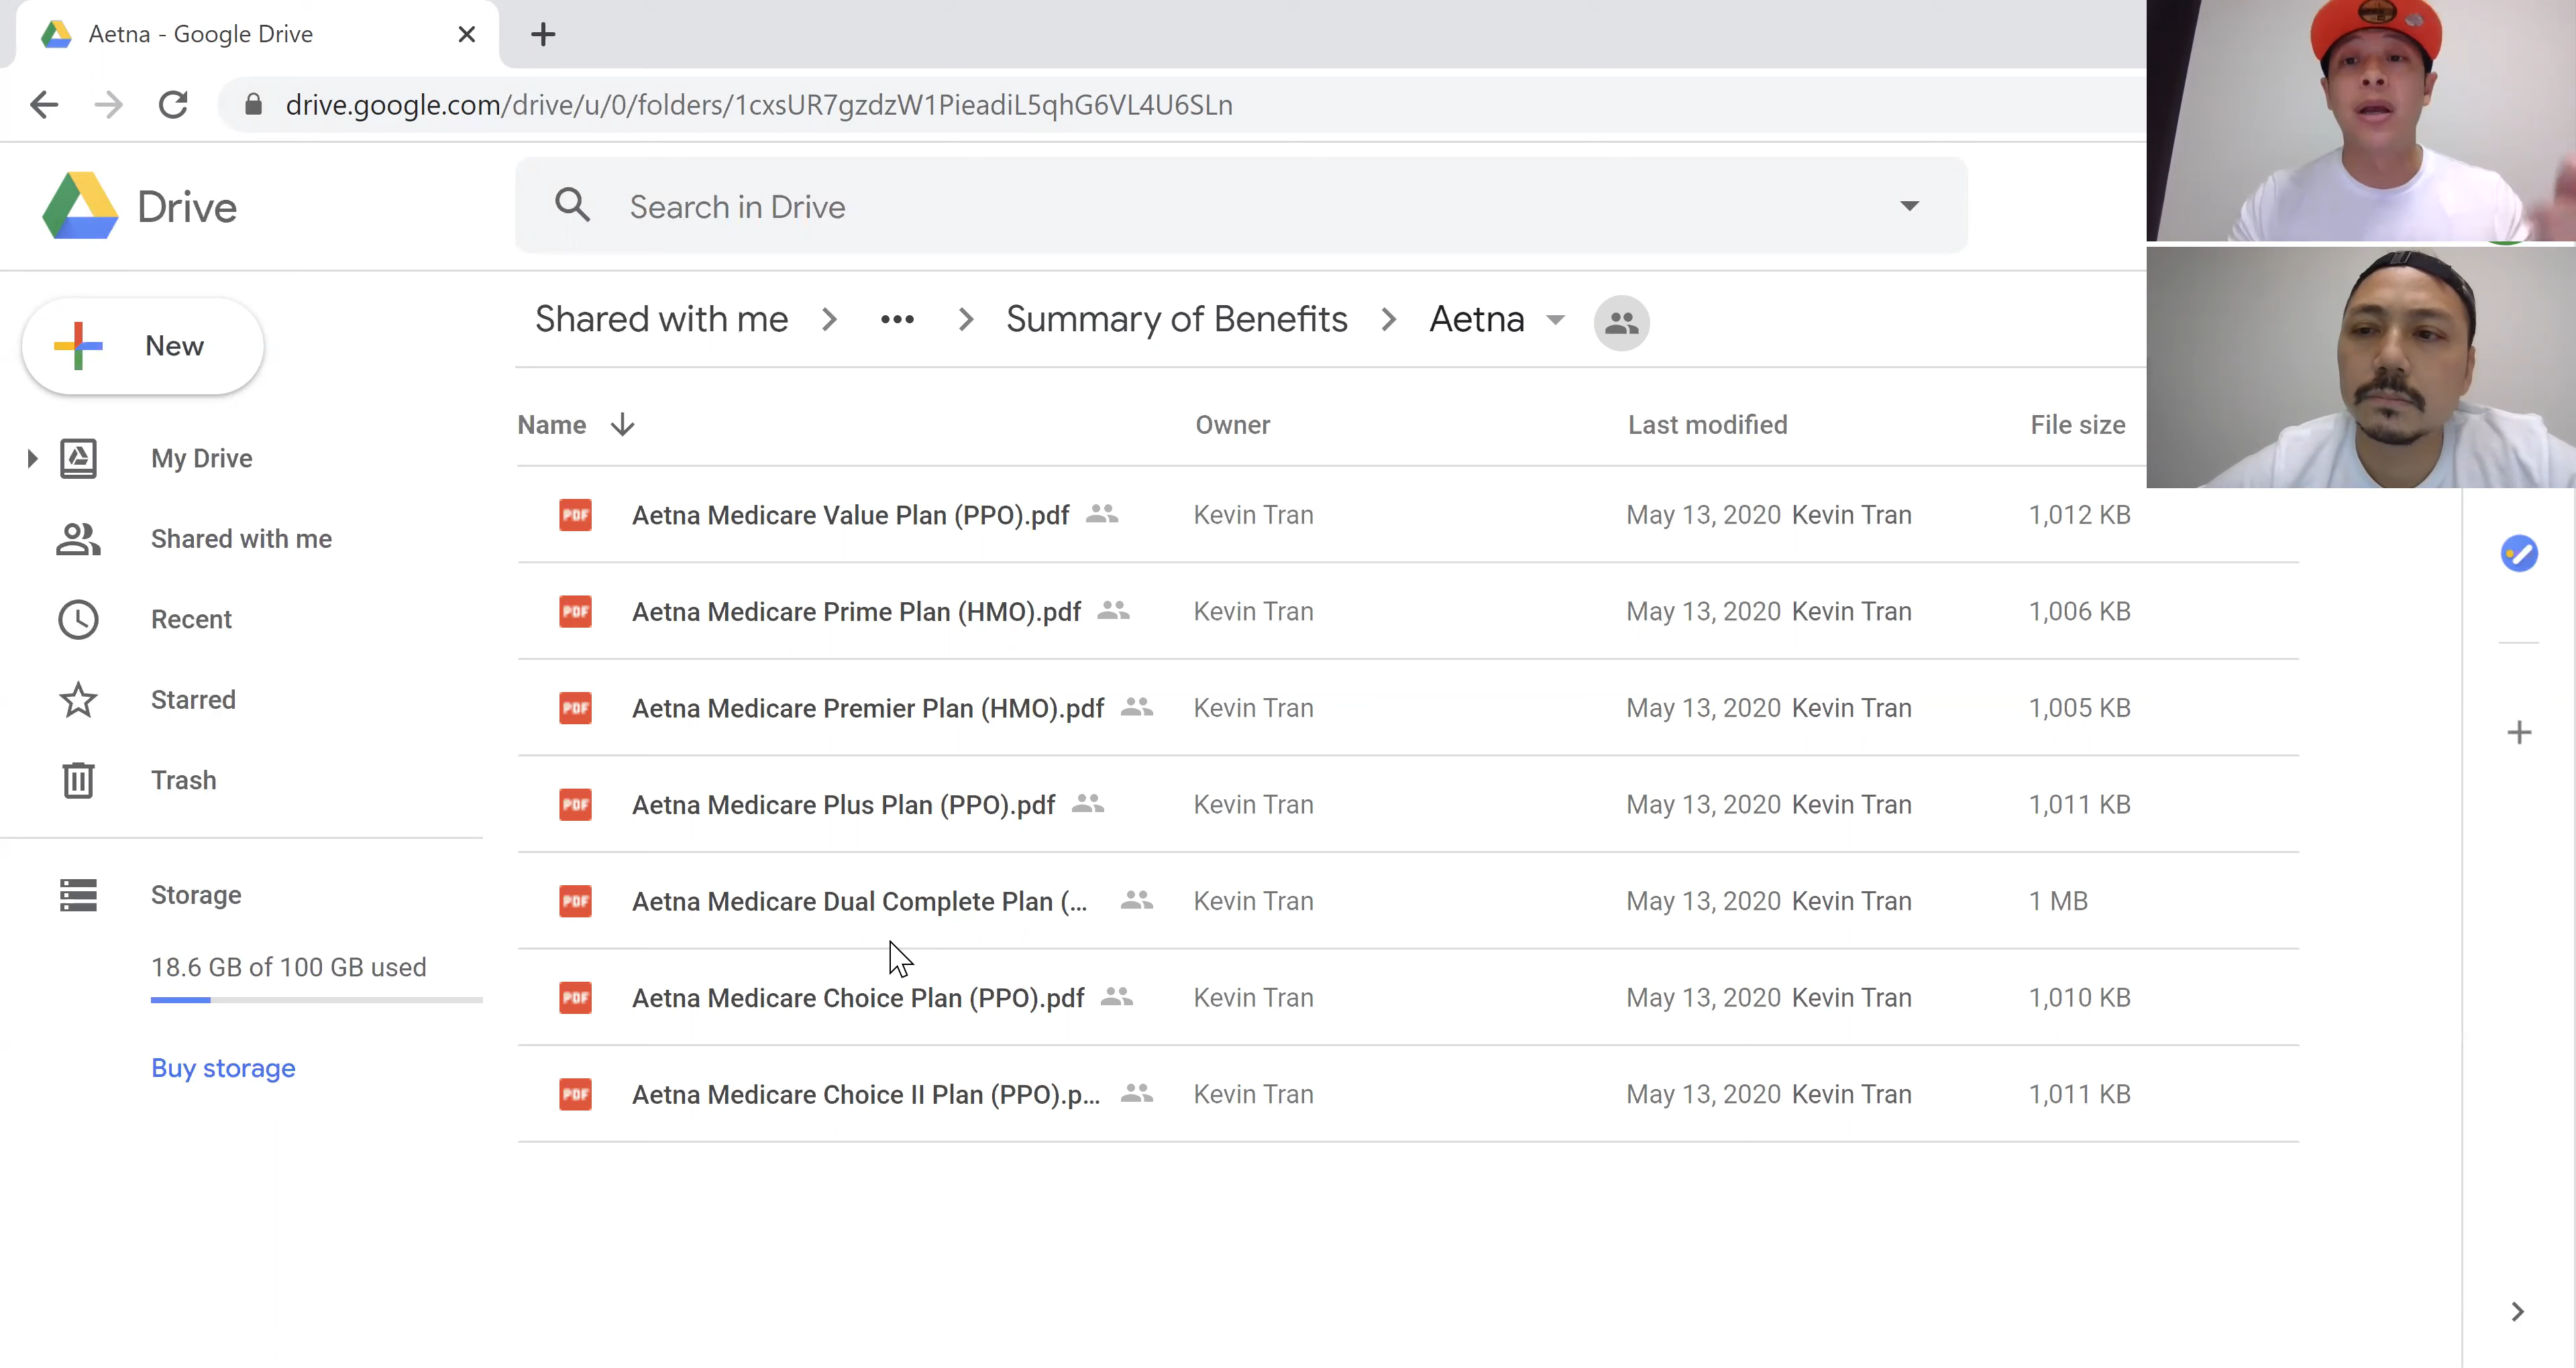 Aetna - Google Drive
drive.google.com/drive/u/0/folders/1cxsUR7gzdzW1PieadiL5qhG6VL4U6SLn
Drive
Search in Drive
New
Shared with me > ... > Summary of Benefits > Aetna
Name Owner Last modified File size
My Drive
Shared with me
Recent
Starred
Trash
Storage
18.6 GB of 100 GB used
Buy storage
PDF Aetna Medicare Value Plan (PPO).pdf Kevin Tran May 13, 2020 Kevin Tran 1,012 KB
PDF Aetna Medicare Prime Plan (HMO).pdf Kevin Tran May 13, 2020 Kevin Tran 1,006 KB
PDF Aetna Medicare Premier Plan (HMO).pdf Kevin Tran May 13, 2020 Kevin Tran 1,005 KB
PDF Aetna Medicare Plus Plan (PPO).pdf Kevin Tran May 13, 2020 Kevin Tran 1,011 KB
PDF Aetna Medicare Dual Complete Plan (... Kevin Tran May 13, 2020 Kevin Tran 1 MB
PDF Aetna Medicare Choice Plan (PPO).pdf Kevin Tran May 13, 2020 Kevin Tran 1,010 KB
PDF Aetna Medicare Choice II Plan (PPO).p... Kevin Tran May 13, 2020 Kevin Tran 1,011 KB